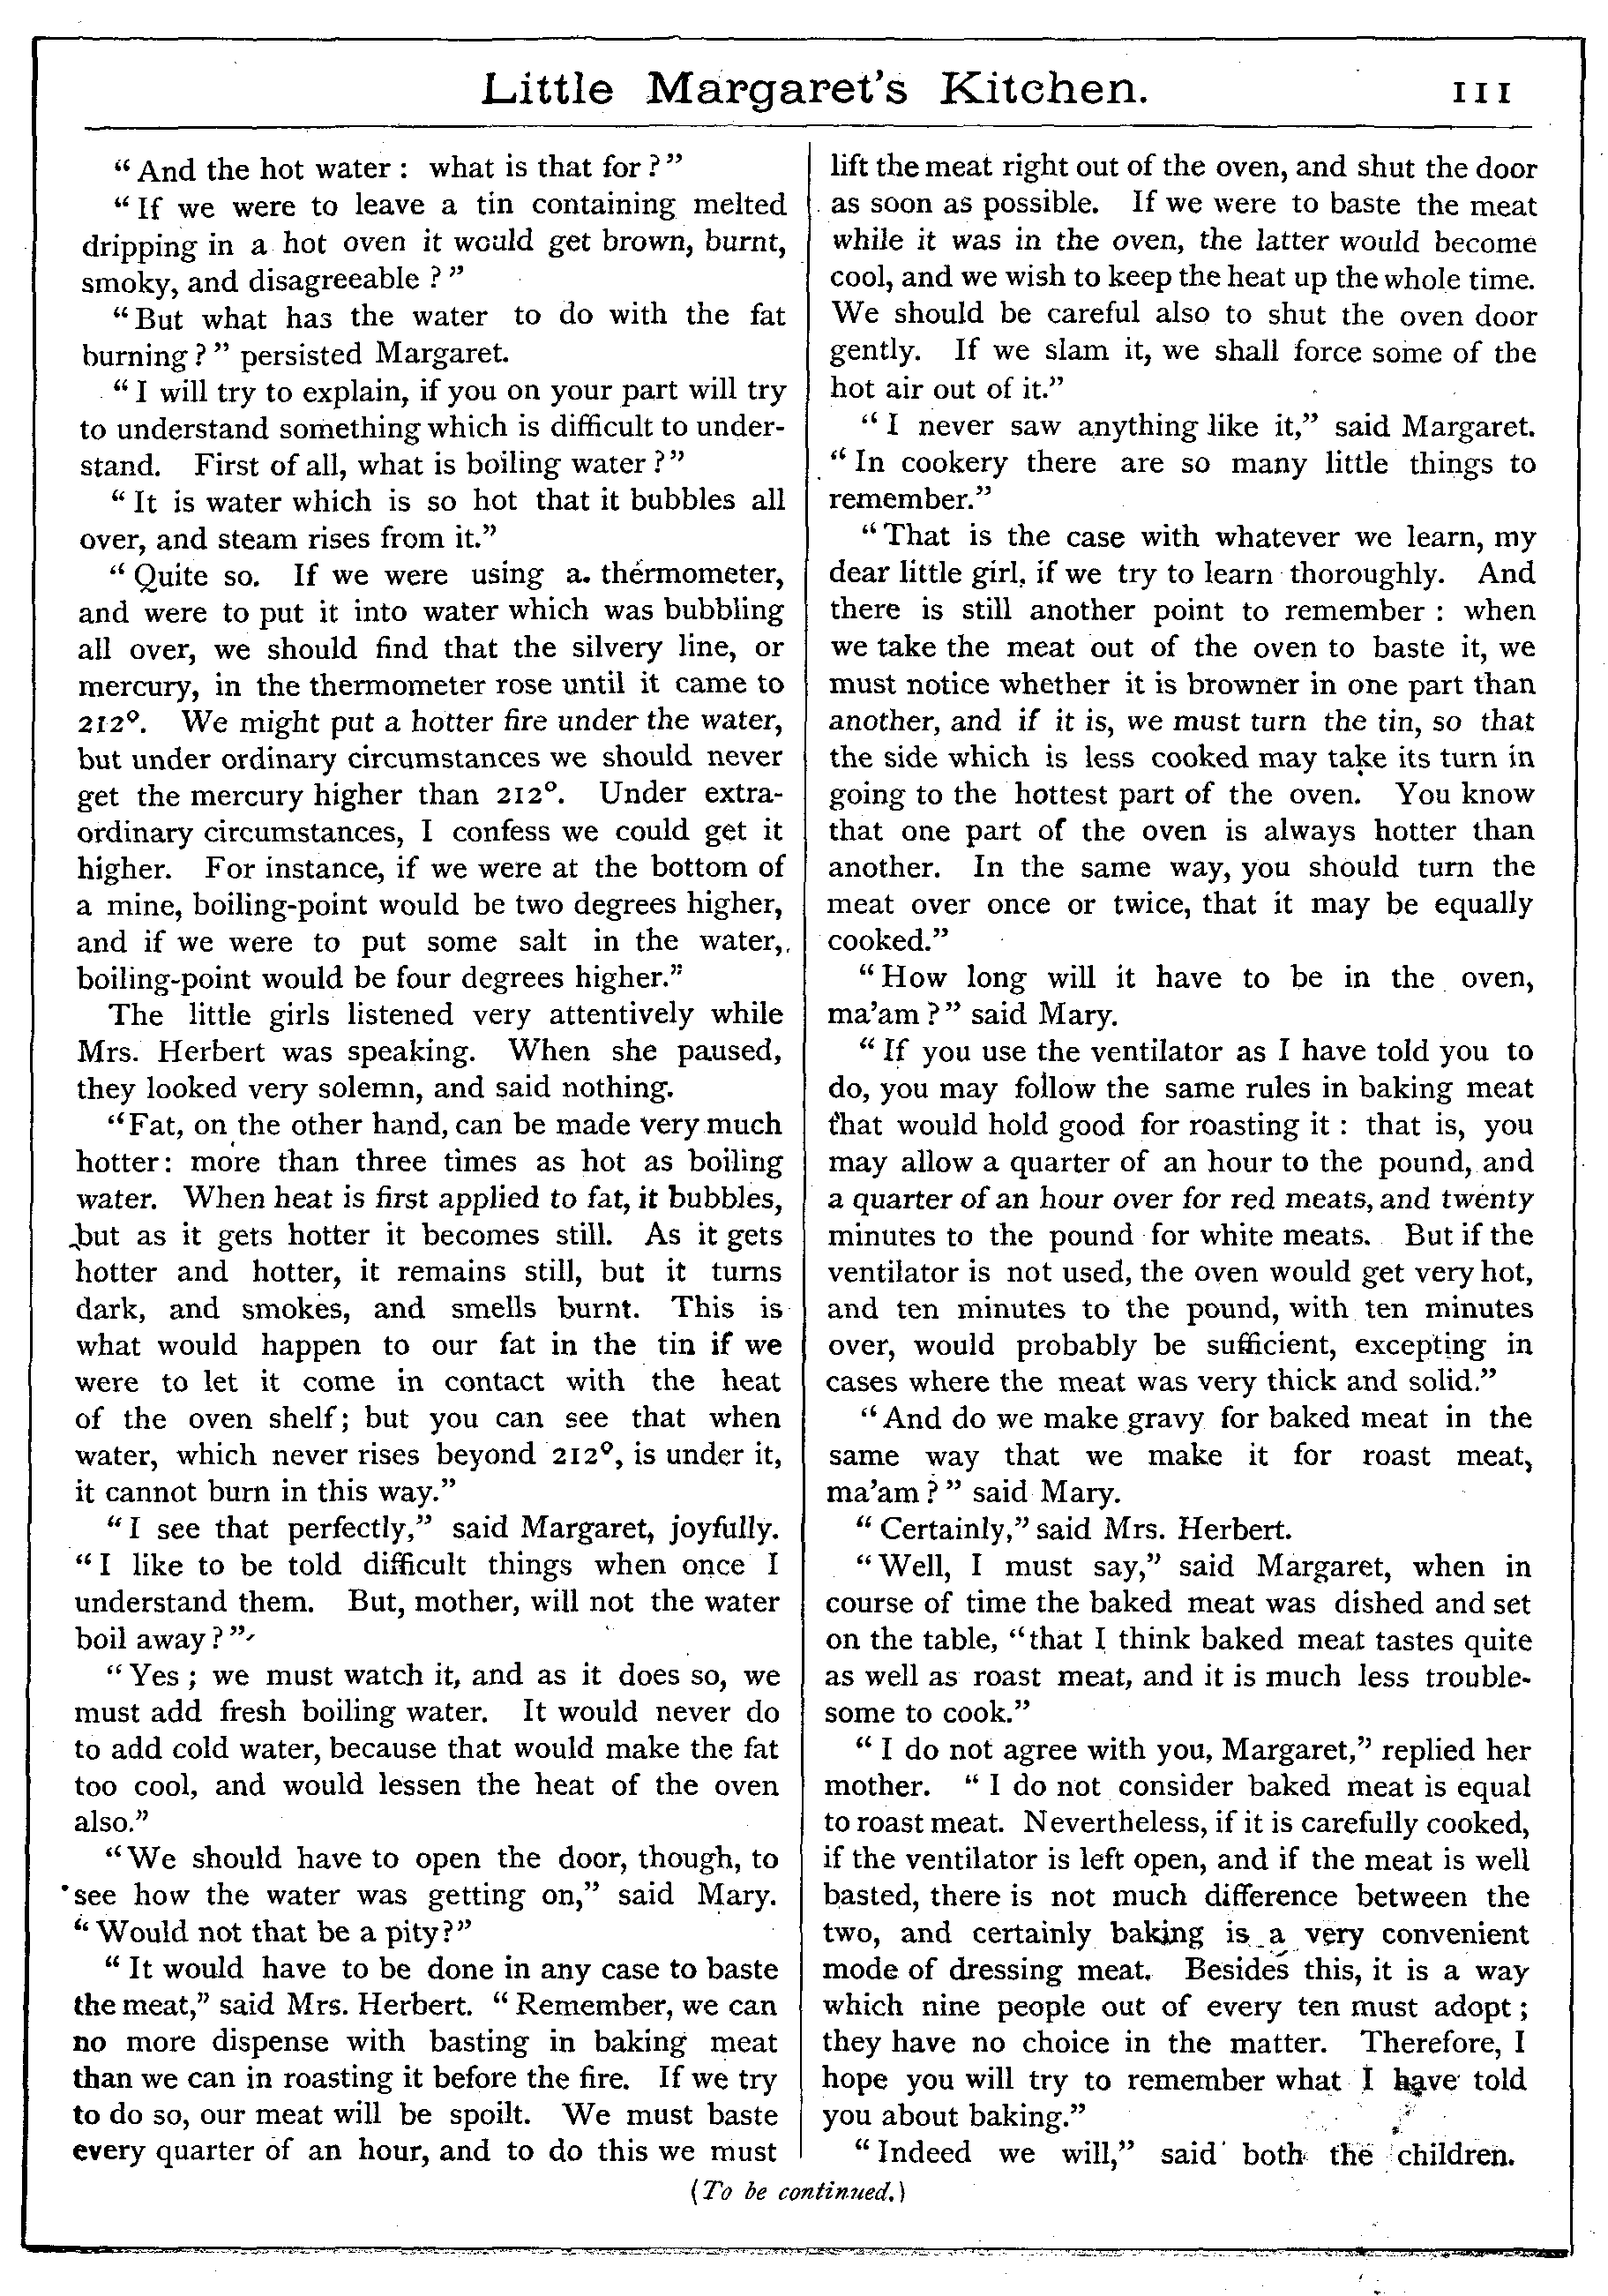 Little Margaret's Kitchen. 111
"And the hot water: what is that for?"
"If we were to leave a tin containing melted
dripping in a hot oven it would get brown, burnt,
smoky, and disagreeable?"
"But what has the water to do with the fat
burning?" persisted Margaret.
"I will try to explain, if you on your part will try
to understand something which is difficult to under-
stand. First of all, what is boiling water?"
"It is water which is so hot that it bubbles all
over, and steam rises from it."
"Quite so. If we were using a thermometer,
and were to put it into water which was bubbling
all over, we should find that the silvery line, or
mercury, in the thermometer rose until it came to
212°. We might put a hotter fire under the water,
but under ordinary circumstances we should never
get the mercury higher than 212°. Under extra-
ordinary circumstances, I confess we could get it
higher. For instance, if we were at the bottom of
a mine, boiling-point would be two degrees higher,
and if we were to put some salt in the water,
boiling-point would be four degrees higher."
The little girls listened very attentively while
Mrs. Herbert was speaking. When she paused,
they looked very solemn, and said nothing.
"Fat, on the other hand, can be made very much
hotter: more than three times as hot as boiling
water. When heat is first applied to fat, it bubbles,
but as it gets hotter it becomes still. As it gets
hotter and hotter, it remains still, but it turns
dark, and smokes, and smells burnt. This is
what would happen to our fat in the tin if we
were to let it come in contact with the heat
of the oven shelf; but you can see that when
water, which never rises beyond 212°, is under it,
it cannot burn in this way."
"I see that perfectly," said Margaret, joyfully.
"I like to be told difficult things when once I
understand them. But, mother, will not the water
boil away?"
"Yes; we must watch it, and as it does so, we
must add fresh boiling water. It would never do
to add cold water, because that would make the fat
too cool, and would lessen the heat of the oven
also."
"We should have to open the door, though, to
see how the water was getting on," said Mary.
"Would not that be a pity?"
"It would have to be done in any case to baste
the meat," said Mrs. Herbert. "Remember, we can
no more dispense with basting in baking meat
than we can in roasting it before the fire. If we try
to do so, our meat will be spoilt. We must baste
every quarter of an hour, and to do this we must
lift the meat right out of the oven, and shut the door
as soon as possible. If we were to baste the meat
while it was in the oven, the latter would become
cool, and we wish to keep the heat up the whole time.
We should be careful also to shut the oven door
gently. If we slam it, we shall force some of the
hot air out of it."
"I never saw anything like it," said Margaret.
"In cookery there are so many little things to
remember."
"That is the case with whatever we learn, my
dear little girl, if we try to learn thoroughly. And
there is still another point to remember: when
we take the meat out of the oven to baste it, we
must notice whether it is browner in one part than
another, and if it is, we must turn the tin, so that
the side which is less cooked may take its turn in
going to the hottest part of the oven. You know
that one part of the oven is always hotter than
another. In the same way, you should turn the
meat over once or twice, that it may be equally
cooked."
"How long will it have to be in the oven,
ma'am?" said Mary.
"If you use the ventilator as I have told you to
do, you may follow the same rules in baking meat
that would hold good for roasting it: that is, you
may allow a quarter of an hour to the pound, and
a quarter of an hour over for red meats, and twenty
minutes to the pound for white meats. But if the
ventilator is not used, the oven would get very hot,
and ten minutes to the pound, with ten minutes
over, would probably be sufficient, excepting in
cases where the meat was very thick and solid."
"And do we make gravy for baked meat in the
same way that we make it for roast meat,
ma'am?" said Mary.
"Certainly," said Mrs. Herbert.
"Well, I must say," said Margaret, when in
course of time the baked meat was dished and set
on the table, "that I think baked meat tastes quite
as well as roast meat, and it is much less trouble-
some to cook."
"I do not agree with you, Margaret," replied her
mother. "I do not consider baked meat is equal
to roast meat. Nevertheless, if it is carefully cooked,
if the ventilator is left open, and if the meat is well
basted, there is not much difference between the
two, and certainly baking is a very convenient
mode of dressing meat. Besides this, it is a way
which nine people out of every ten must adopt;
they have no choice in the matter. Therefore, I
hope you will try to remember what I have told
you about baking."
"Indeed we will," said both the children.
(To be continued.)